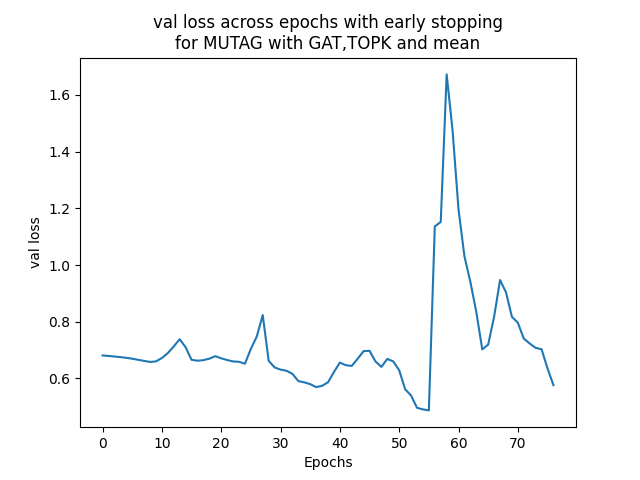 val loss across epochs with early stopping
for MUTAG with GAT,TOPK and mean
1.6
1.4
1.2
1.0
0.8
0.6
val loss
0 10 20 30 40 50 60 70
Epochs